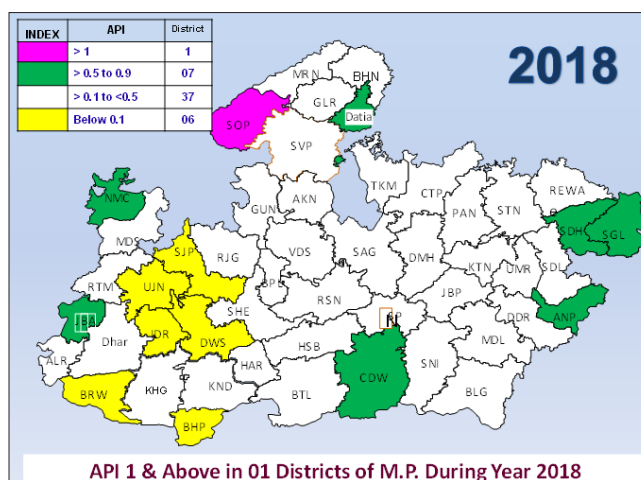 INDEX API District
> 1 1
> 0.5 to 0.9 07
> 0.1 to <0.5 37
Below 0.1 06
2018
MRN
BHN
GLR
SOP
Datia
SVP
NMC
TKM
CTP
REWA
GUN
AKN
PAN
STN
MDS
SDH
SGL
SJP
RJG
VDS
SAG
DMH
KTN
UMR
SDL
RTM
UJN
BPL
RSN
JBP
SHE
ANP
JBA
DDR
IDR
Dhar
DWS
HSB
MDL
ALR
HAR
SNI
CDW
BRW
KHG
KND
BTL
BLG
BHP
API 1 & Above in 01 Districts of M.P. During Year 2018